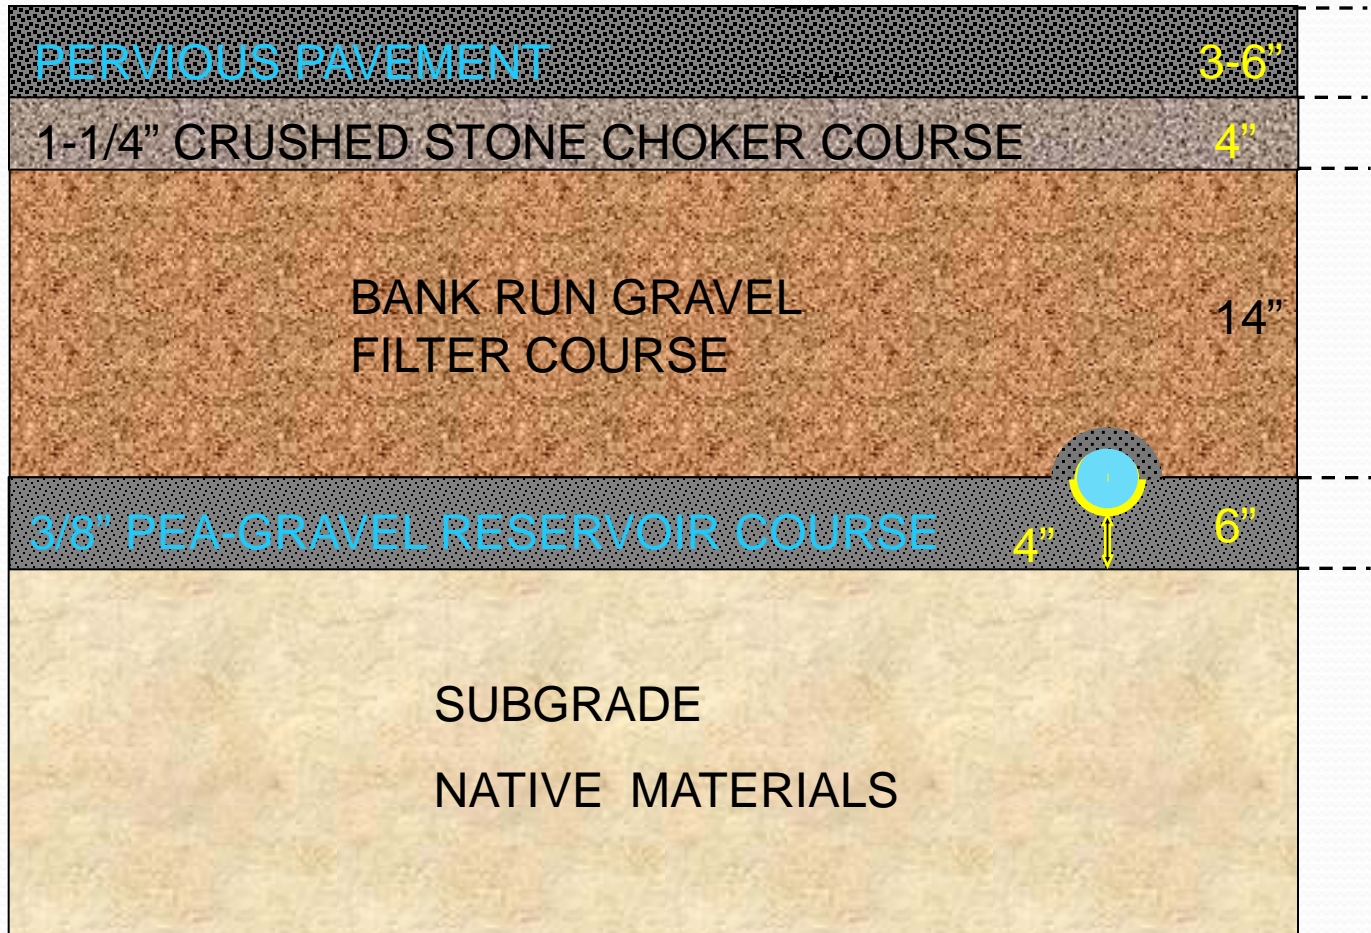 PERVIOUS PAVEMENT 3-6”
1-1/4” CRUSHED STONE CHOKER COURSE 4”
BANK RUN GRAVEL
FILTER COURSE
14”
3/8” PEA-GRAVEL RESERVOIR COURSE 4” 6”
SUBGRADE
NATIVE MATERIALS